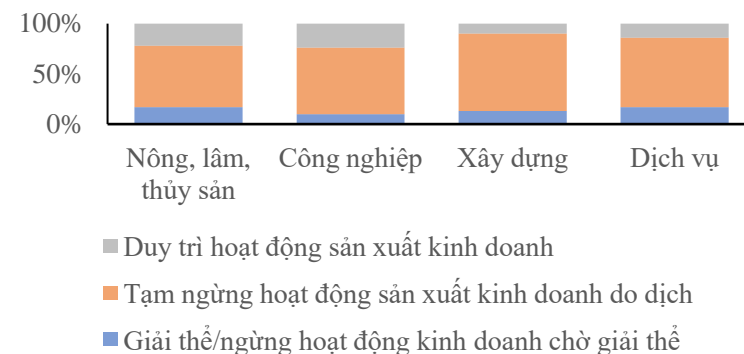 100%
50%
0%
Nông, lâm, thủy sản
Công nghiệp
Xây dựng
Dịch vụ
Duy trì hoạt động sản xuất kinh doanh
Tạm ngừng hoạt động sản xuất kinh doanh do dịch
Giải thể/ngừng hoạt động kinh doanh chờ giải thể